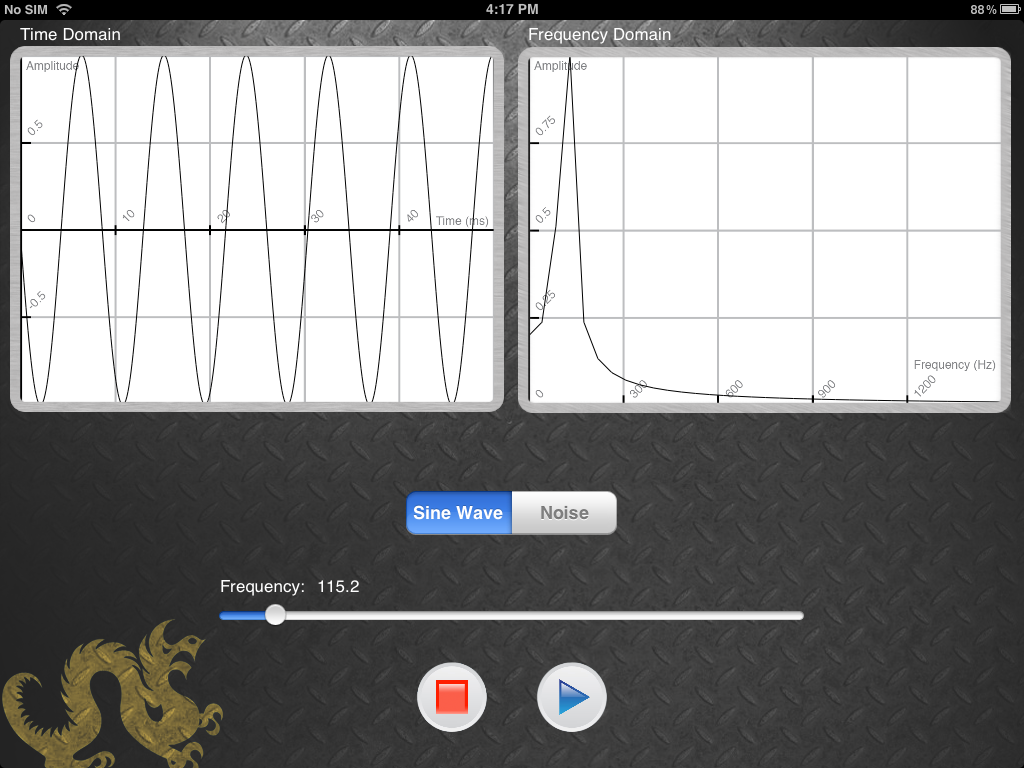 No SIM 4:17 PM 88 %
Time Domain
Amplitude
0.5
0
10
20
30
40
Time (ms)
-0.5
Frequency Domain
Amplitude
0.75
0.5
0.25
Frequency (Hz)
0
300
600
900
1200
Sine Wave Noise
Frequency: 115.2